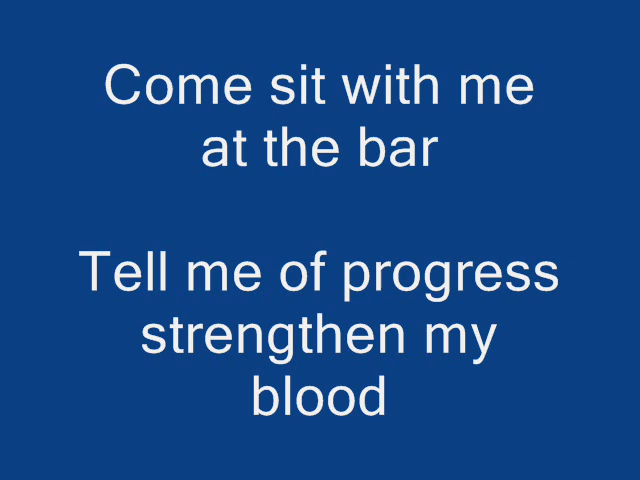 Come sit with me
at the bar
Tell me of progress
strengthen my
blood